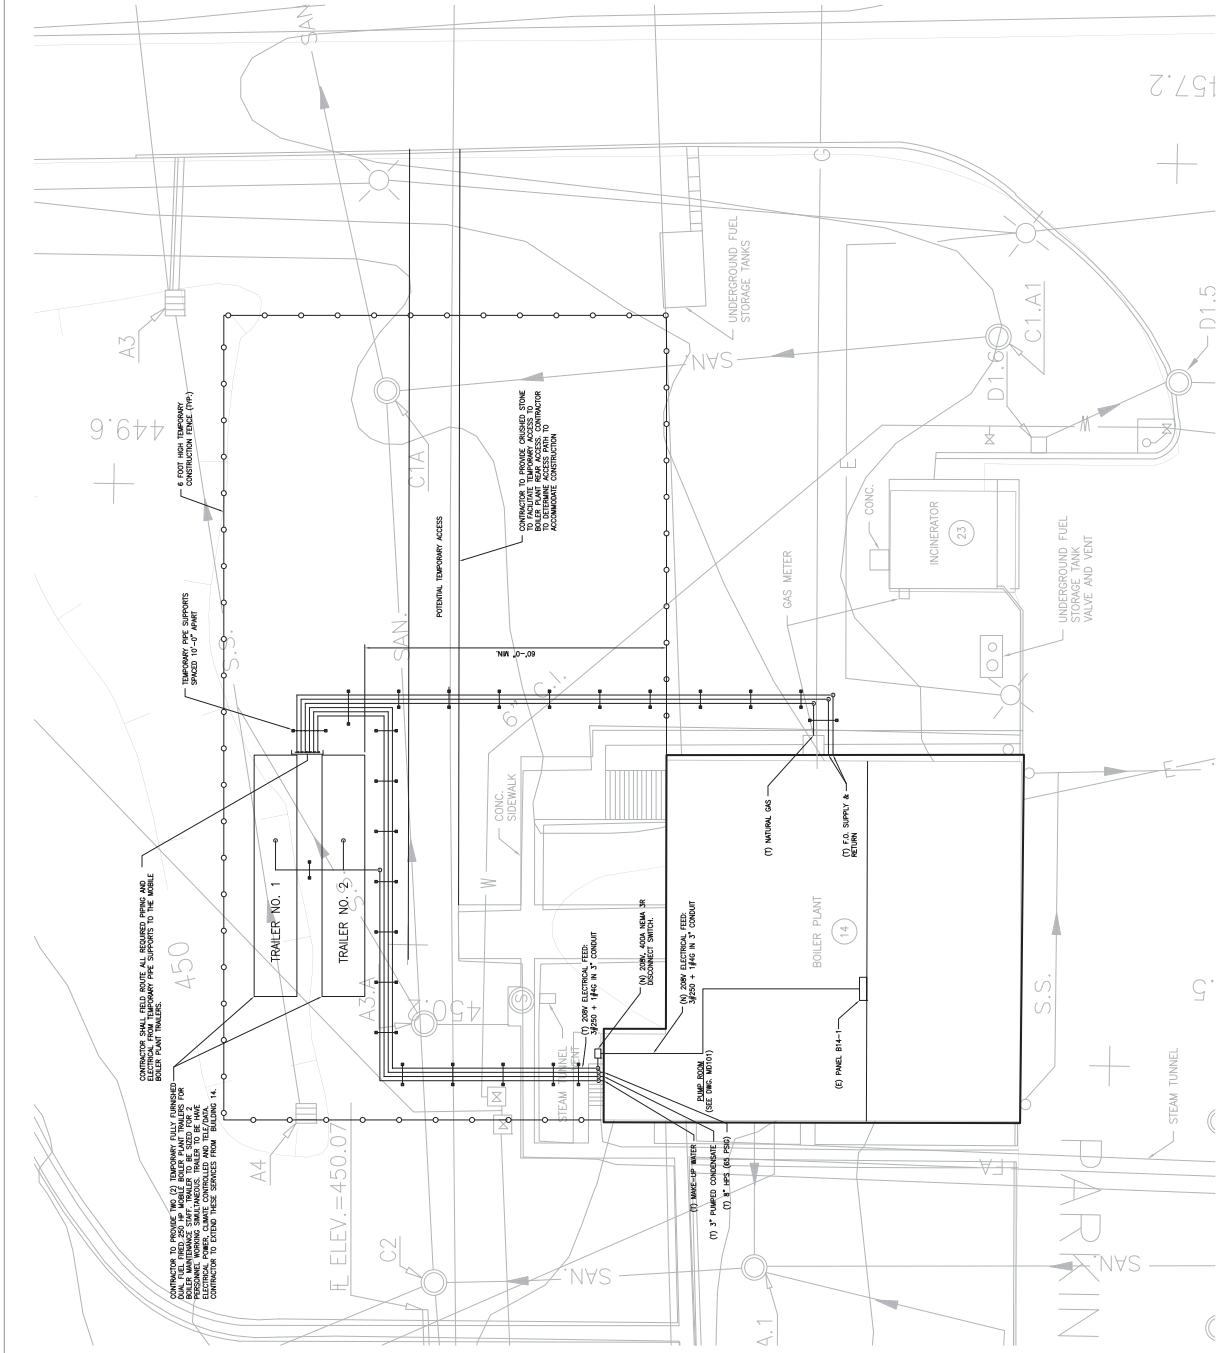 CONTRACTOR TO PROVIDE TWO (2) TEMPORARY FULLY FURNISHED
DUAL FUEL FIRED 250 HP MOBILE BOILER PLANT TRAILERS FOR
BOILER MAINTENANCE STAFF. TRAILER TO BE SIZED FOR 2
PERSONNEL WORKING SIMULTANEOUS. TRAILER TO BE HAVE
ELECTRICAL POWER, CLIMATE CONTROLLED AND TELE/DATA.
CONTRACTOR TO EXTEND THESE SERVICES FROM BUILDING 14.
CONTRACTOR SHALL FIELD ROUTE ALL REQUIRED PIPING AND
ELECTRICAL FROM TEMPORARY PIPE SUPPORTS TO THE MOBILE
BOILER PLANT TRAILERS.
TEMPORARY PIPE SUPPORTS
SPACED 10'-0" APART
6 FOOT HIGH TEMPORARY
CONSTRUCTION FENCE (TYP.)
TRAILER NO. 1
TRAILER NO. 2
POTENTIAL TEMPORARY ACCESS
60'-0" MIN.
CONTRACTOR TO PROVIDE CRUSHED STONE
TO FACILITATE TEMPORARY ACCESS TO
BOILER PLANT REAR ACCESS. CONTRACTOR
TO DETERMINE ACCESS PATH TO
ACCOMMODATE CONSTRUCTION
(T) 208V ELECTRICAL FEED:
3#250 + 1#4G IN 3" CONDUIT
(N) 208V, 400A NEMA 3R
DISCONNECT SWITCH.
(N) 208V ELECTRICAL FEED:
3#250 + 1#4G IN 3" CONDUIT
PUMP ROOM
(SEE DWG. MD101)
(T) MAKE-UP WATER
(T) 3" PUMPED CONDENSATE
(T) 8" HPS (65 PSIG)
(T) NATURAL GAS
(T) F.O. SUPPLY &
RETURN
(E) PANEL B14-1
BOILER PLANT
14
INCINERATOR
23
CONC.
GAS METER
UNDERGROUND FUEL
STORAGE TANKS
UNDERGROUND FUEL
STORAGE TANK
VALVE AND VENT
CONC.
SIDEWALK
STEAM TUNNEL
VENT
STEAM TUNNEL
6" C.I.
W
W
E
E
G
S
FA
SAN
SAN.
SAN.
SAN.
SAN.
S.S.
S.S.
S.S.
A3
A4
A3.A
C1A
C2
C1.A1
D1.6
D1.5
A.1
449.6
450
450.
457.2
.5
FL ELEV.=450.07
PARKIN